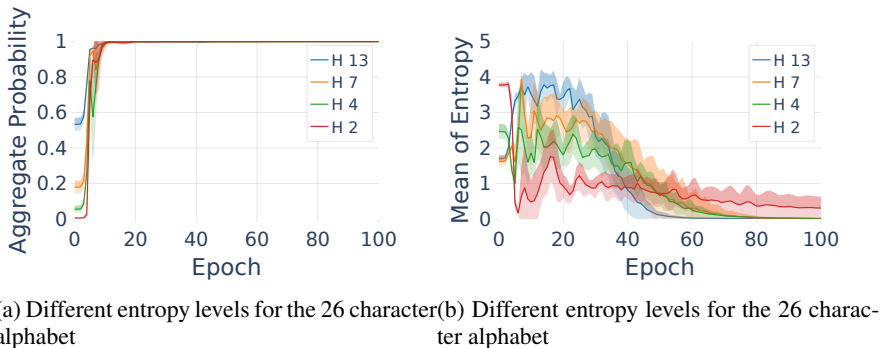 Aggregate Probability
1
0.8
0.6
0.4
0.2
0
0 20 40 60 80 100
Epoch
H 13
H 7
H 4
H 2
Mean of Entropy
5
4
3
2
1
0
0 20 40 60 80 100
Epoch
H 13
H 7
H 4
H 2
(a) Different entropy levels for the 26 character
alphabet
(b) Different entropy levels for the 26 charac-
ter alphabet